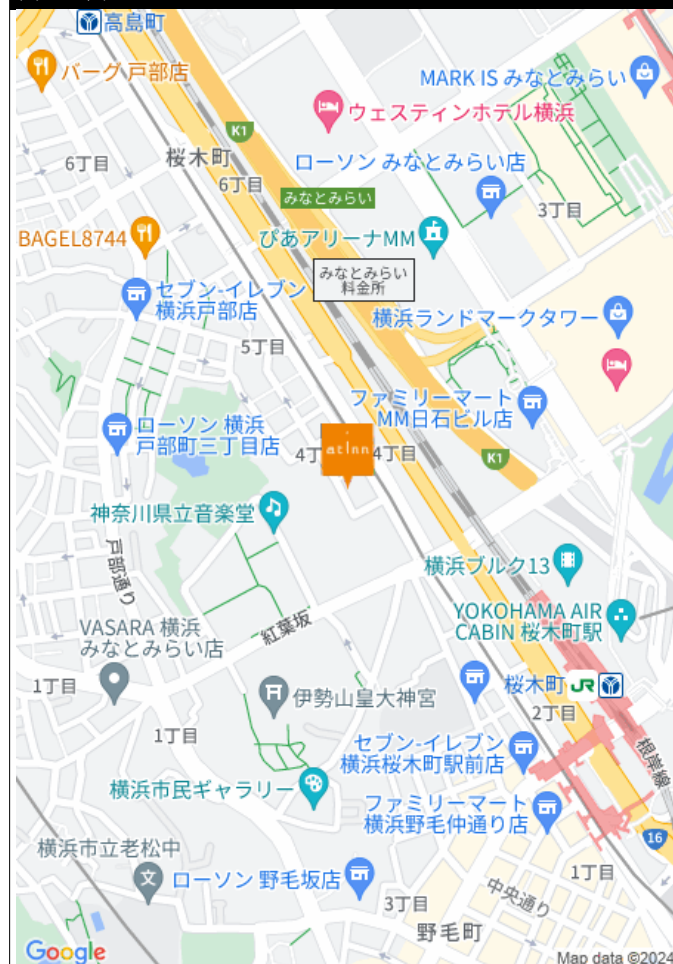 高島町
バーグ 戸部店
MARK IS みなとみらい
ウェスティンホテル横浜
K1
桜木町
6丁目
6丁目
ローソン みなとみらい店
みなとみらい
3丁目
BAGEL8744
ぴあアリーナMM
みなとみらい
料金所
セブン-イレブン
横浜戸部店
横浜ランドマークタワー
5丁目
ファミリーマート
MM日石ビル店
ローソン 横浜
戸部町三丁目店
4丁
at inn
4丁目
K1
神奈川県立音楽堂
戸部通り
横浜ブルク13
紅葉坂
YOKOHAMA AIR
CABIN 桜木町駅
VASARA 横浜
みなとみらい店
1丁目
伊勢山皇大神宮
桜木町 JR
2丁目
1丁目
セブン-イレブン
横浜桜木町駅前店
根岸線
横浜市民ギャラリー
ファミリーマート
横浜野毛仲通り店
16
横浜市立老松中
文
ローソン 野毛坂店
1丁目
中央通り
3丁目
野毛町
Google
Map data ©2024